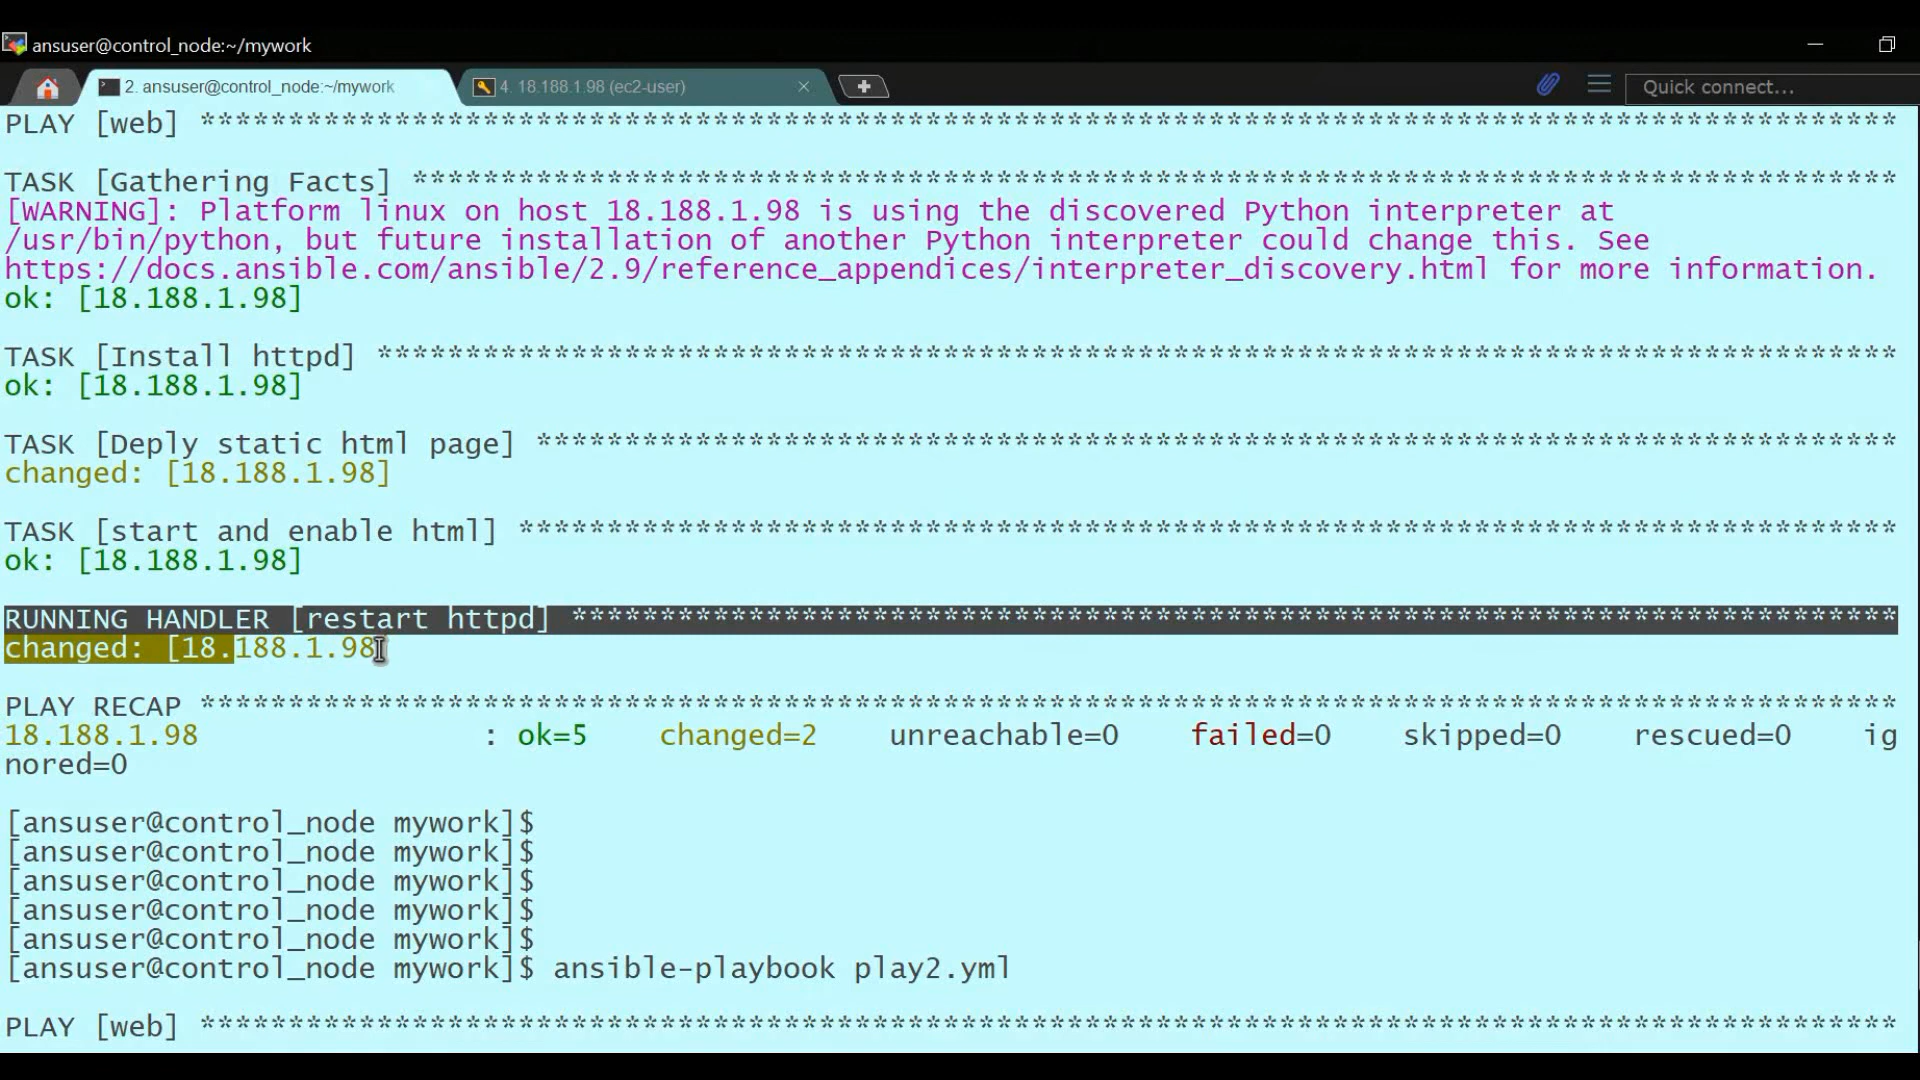 ansuser@control_node:~/mywork
2. ansuser@control_node:~/mywork
4. 18.188.1.98 (ec2-user)
Quick connect...
PLAY [web] ************************************************************************************************
TASK [Gathering Facts] ************************************************************************************
[WARNING]: Platform linux on host 18.188.1.98 is using the discovered Python interpreter at
/usr/bin/python, but future installation of another Python interpreter could change this. See
https://docs.ansible.com/ansible/2.9/reference_appendices/interpreter_discovery.html for more information.
ok: [18.188.1.98]
TASK [Install httpd] **************************************************************************************
ok: [18.188.1.98]
TASK [Deply static html page] *****************************************************************************
changed: [18.188.1.98]
TASK [start and enable html] ******************************************************************************
ok: [18.188.1.98]
RUNNING HANDLER [restart httpd] ***************************************************************************
changed: [18.188.1.98]
PLAY RECAP ************************************************************************************************
18.188.1.98                : ok=5    changed=2    unreachable=0    failed=0    skipped=0    rescued=0    ig
nored=0
[ansuser@control_node mywork]$
[ansuser@control_node mywork]$
[ansuser@control_node mywork]$
[ansuser@control_node mywork]$
[ansuser@control_node mywork]$
[ansuser@control_node mywork]$ ansible-playbook play2.yml
PLAY [web] ************************************************************************************************